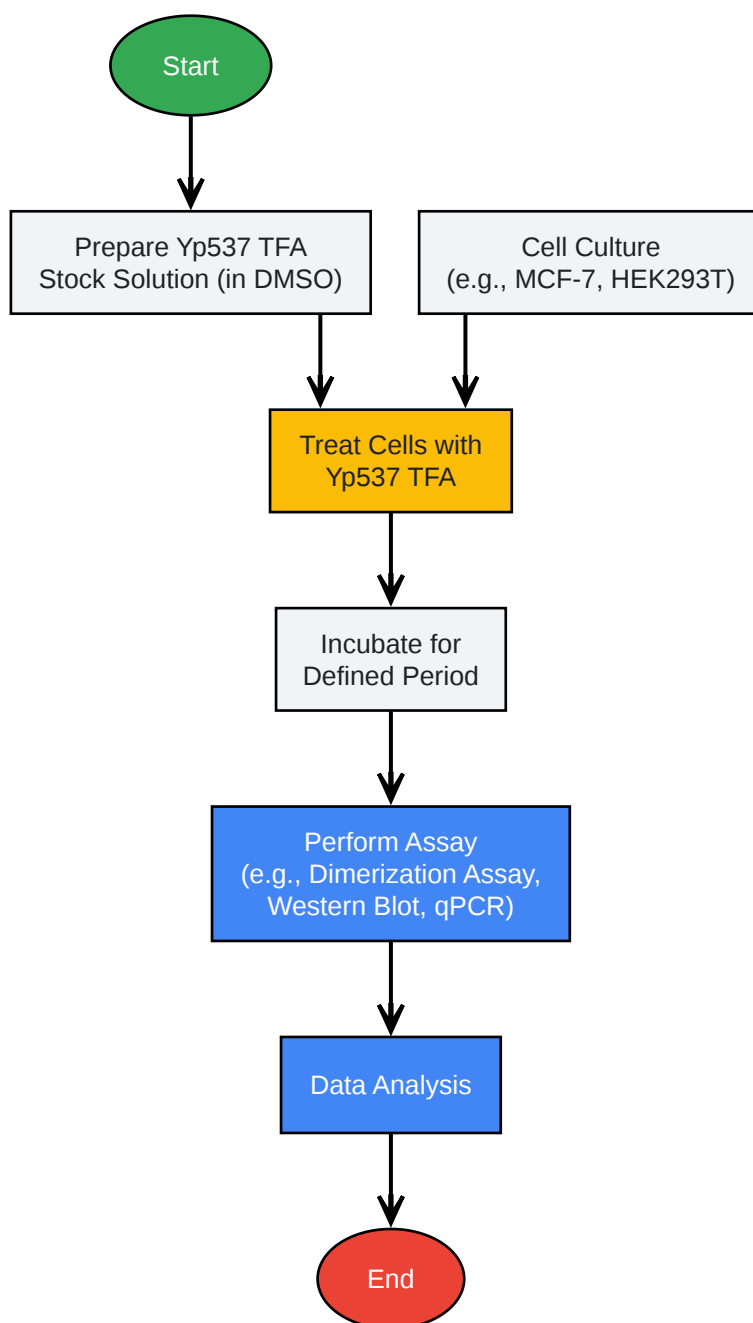 Start
Prepare Yp537 TFA
Stock Solution (in DMSO)
Cell Culture
(e.g., MCF-7, HEK293T)
Treat Cells with
Yp537 TFA
Incubate for
Defined Period
Perform Assay
(e.g., Dimerization Assay,
Western Blot, qPCR)
Data Analysis
End